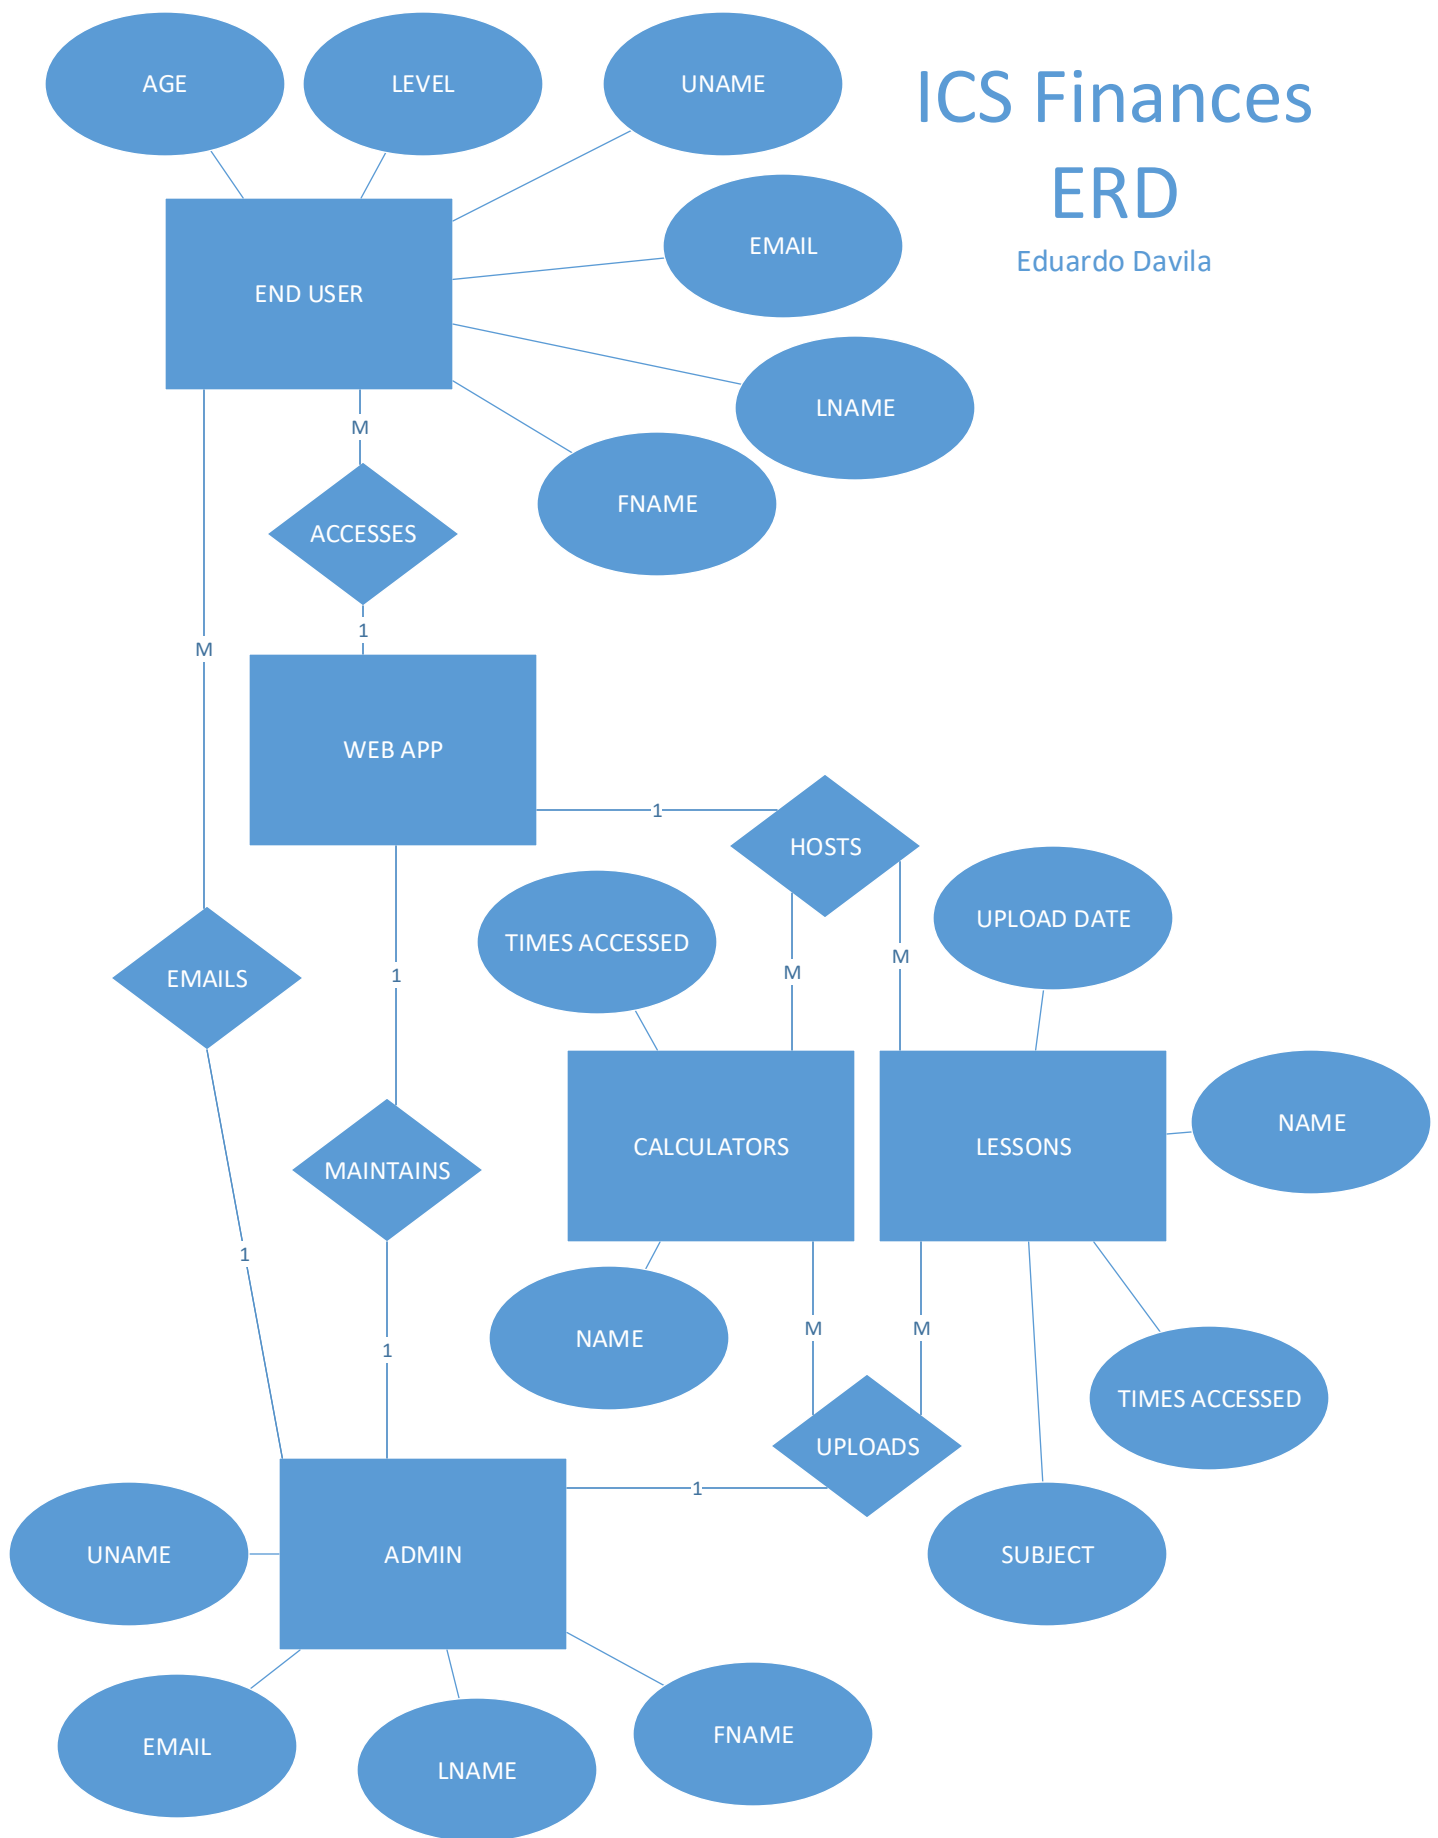 AGE
LEVEL
UNAME
ICS Finances
ERD
Eduardo Davila
EMAIL
END USER
LNAME
M
FNAME
ACCESSES
1
M
WEB APP
1
HOSTS
UPLOAD DATE
TIMES ACCESSED
M
M
EMAILS
1
NAME
CALCULATORS
LESSONS
MAINTAINS
1
NAME
M
M
1
TIMES ACCESSED
UPLOADS
1
UNAME
ADMIN
SUBJECT
FNAME
EMAIL
LNAME